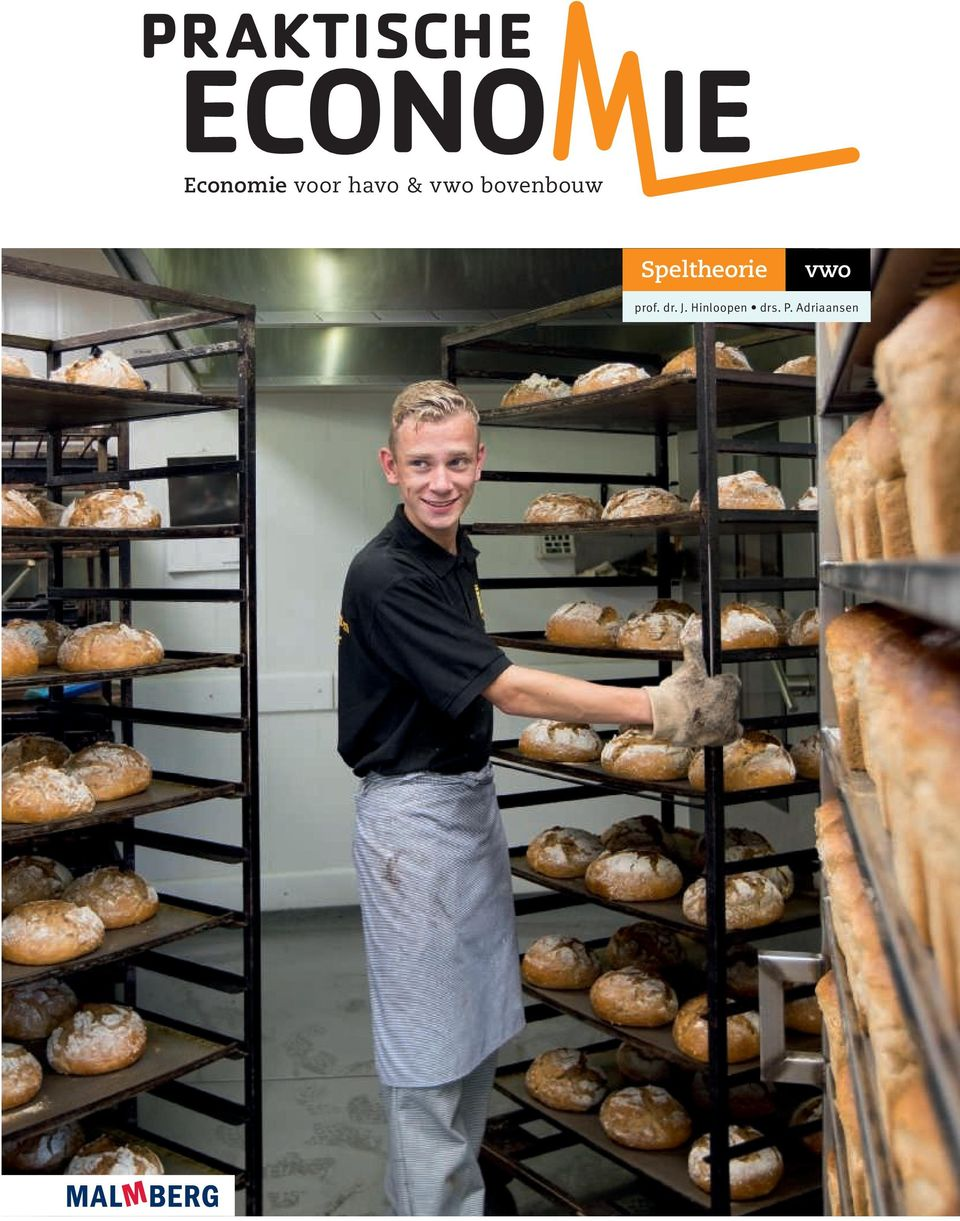 PRAKTISCHE
ECONOMIE
Economie voor havo & vwo bovenbouw
Speltheorie vwo
prof. dr. J. Hinloopen • drs. P. Adriaansen
MALMBERG